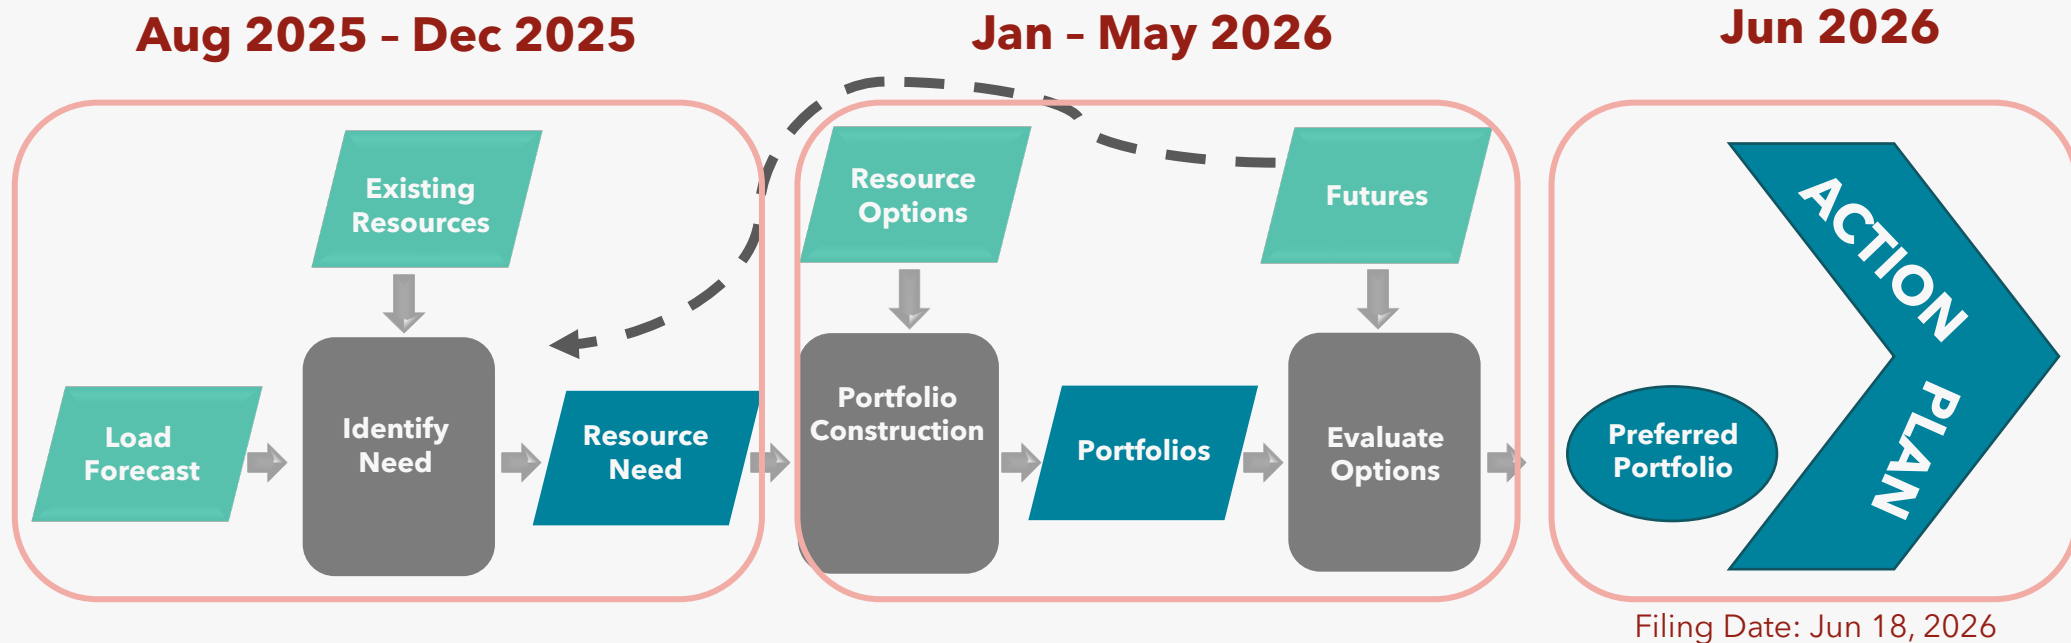 Aug 2025 – Dec 2025
Jan – May 2026
Jun 2026
Existing
Resources
Load
Forecast
Identify
Need
Resource
Need
Resource
Options
Futures
Portfolio
Construction
Portfolios
Evaluate
Options
Preferred
Portfolio
ACTION
PLAN
Filing Date: Jun 18, 2026